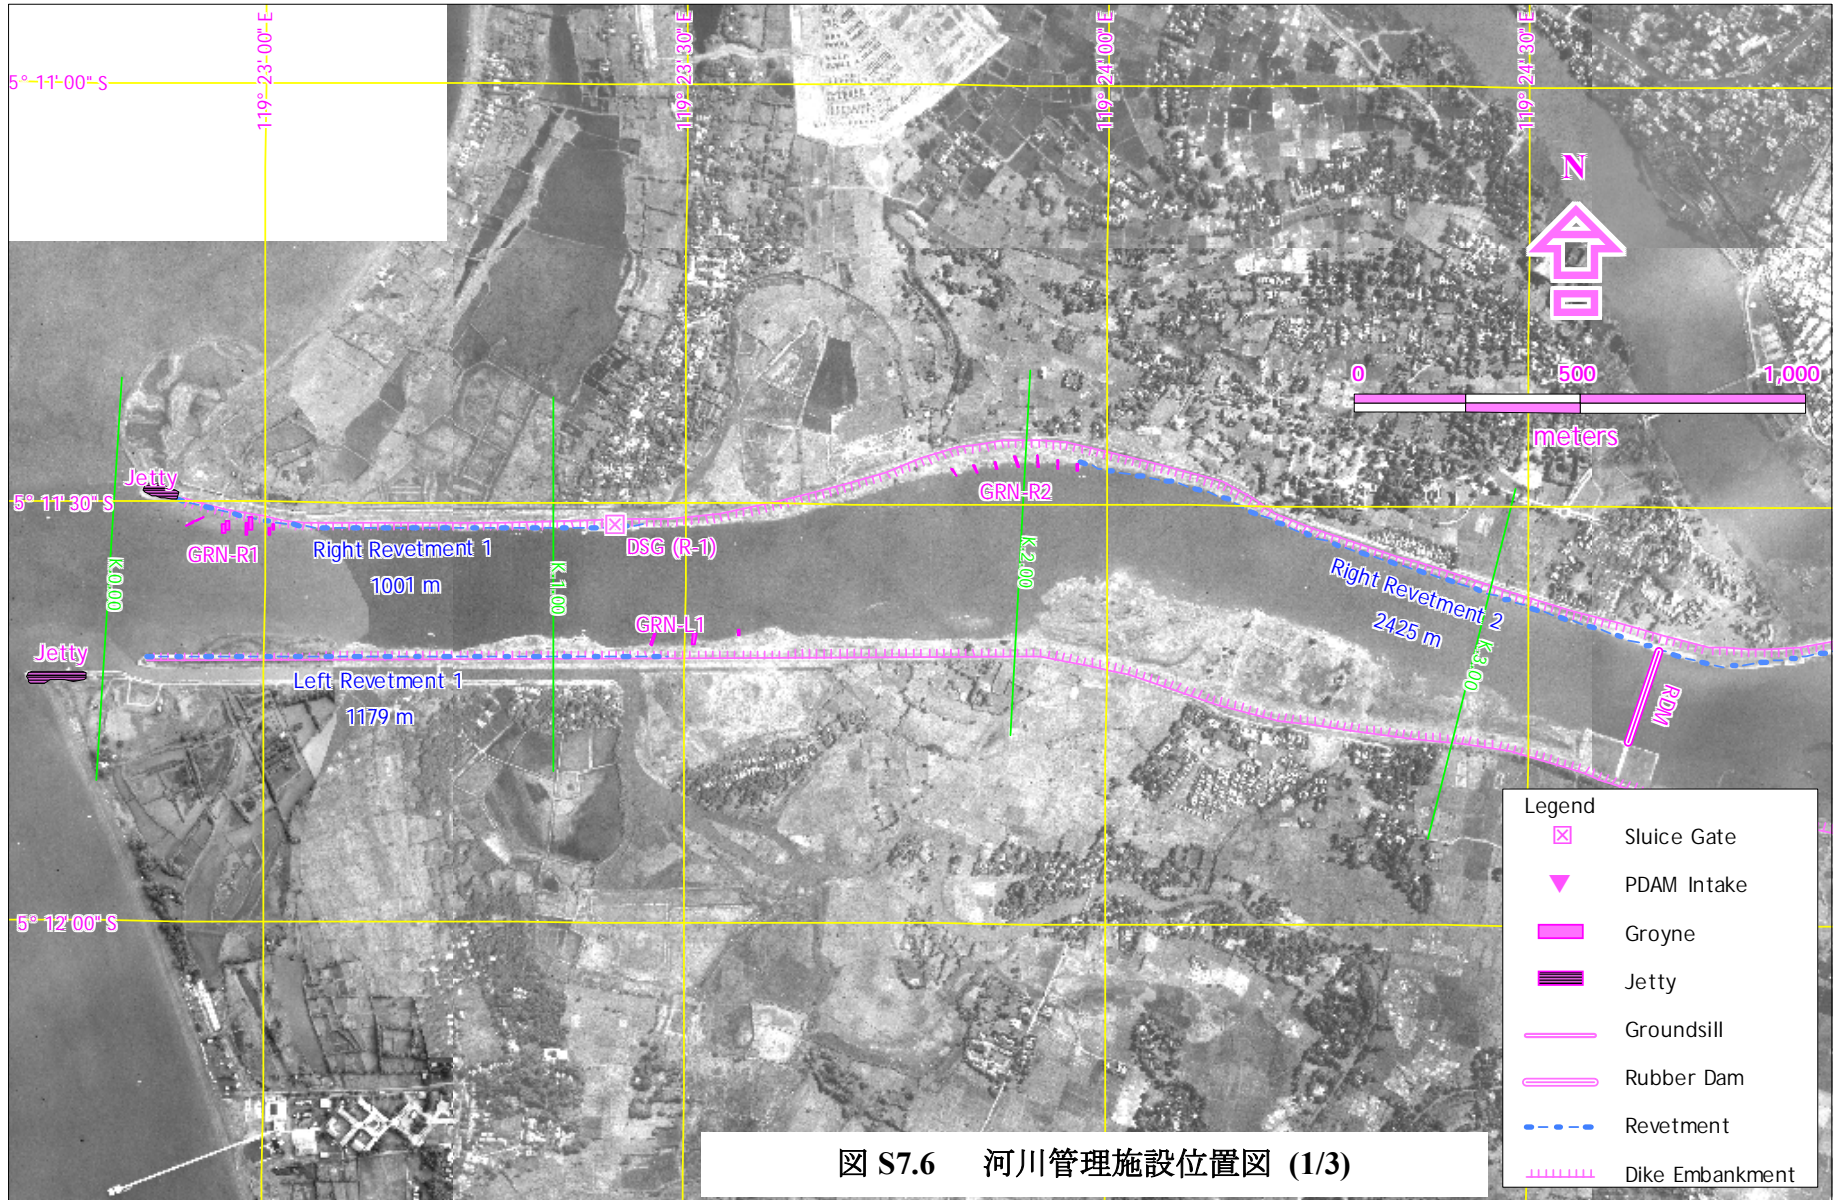 119° 23' 00" E
119° 23' 30" E
119° 24' 00" E
119° 24' 30" E
5° 11' 00" S
N
0 500 1,000
meters
Jetty
5° 11' 30" S
GRN-R1
Right Revetment 1
1001 m
DSG (R-1)
GRN-R2
K.0.00
K.1.00
K.2.00
K.3.00
Right Revetment 2
2425 m
GRN-L1
Jetty
Left Revetment 1
1179 m
RDM
5° 12' 00" S
Legend
Sluice Gate
PDAM Intake
Groyne
Jetty
Groundsill
Rubber Dam
Revetment
Dike Embankment
図 S7.6 河川管理施設位置図 (1/3)